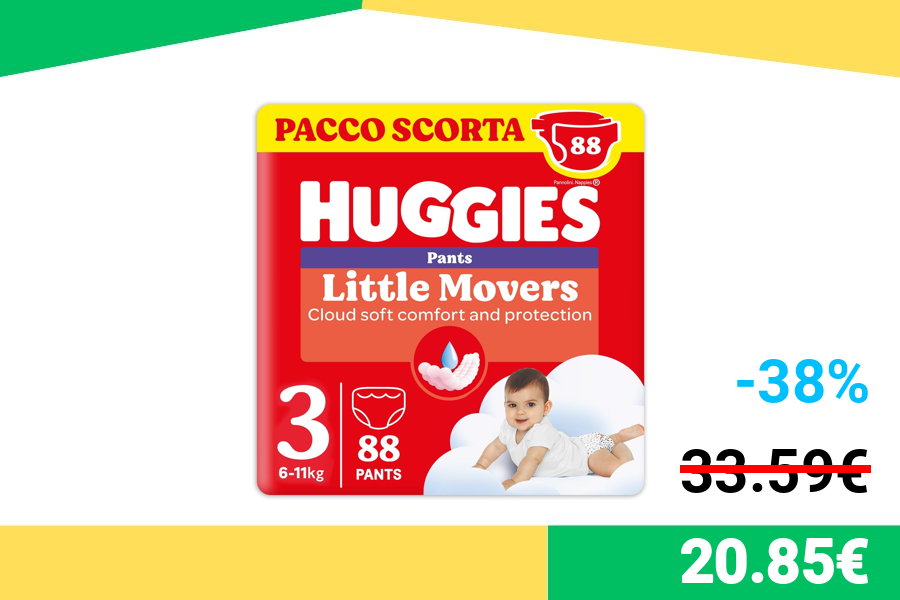 PACCO SCORTA
88
Pannolini. Nappies
HUGGIES
Pants
Little Movers
Cloud soft comfort and protection
3
6-11kg
88
PANTS
-38%
33.59€
20.85€